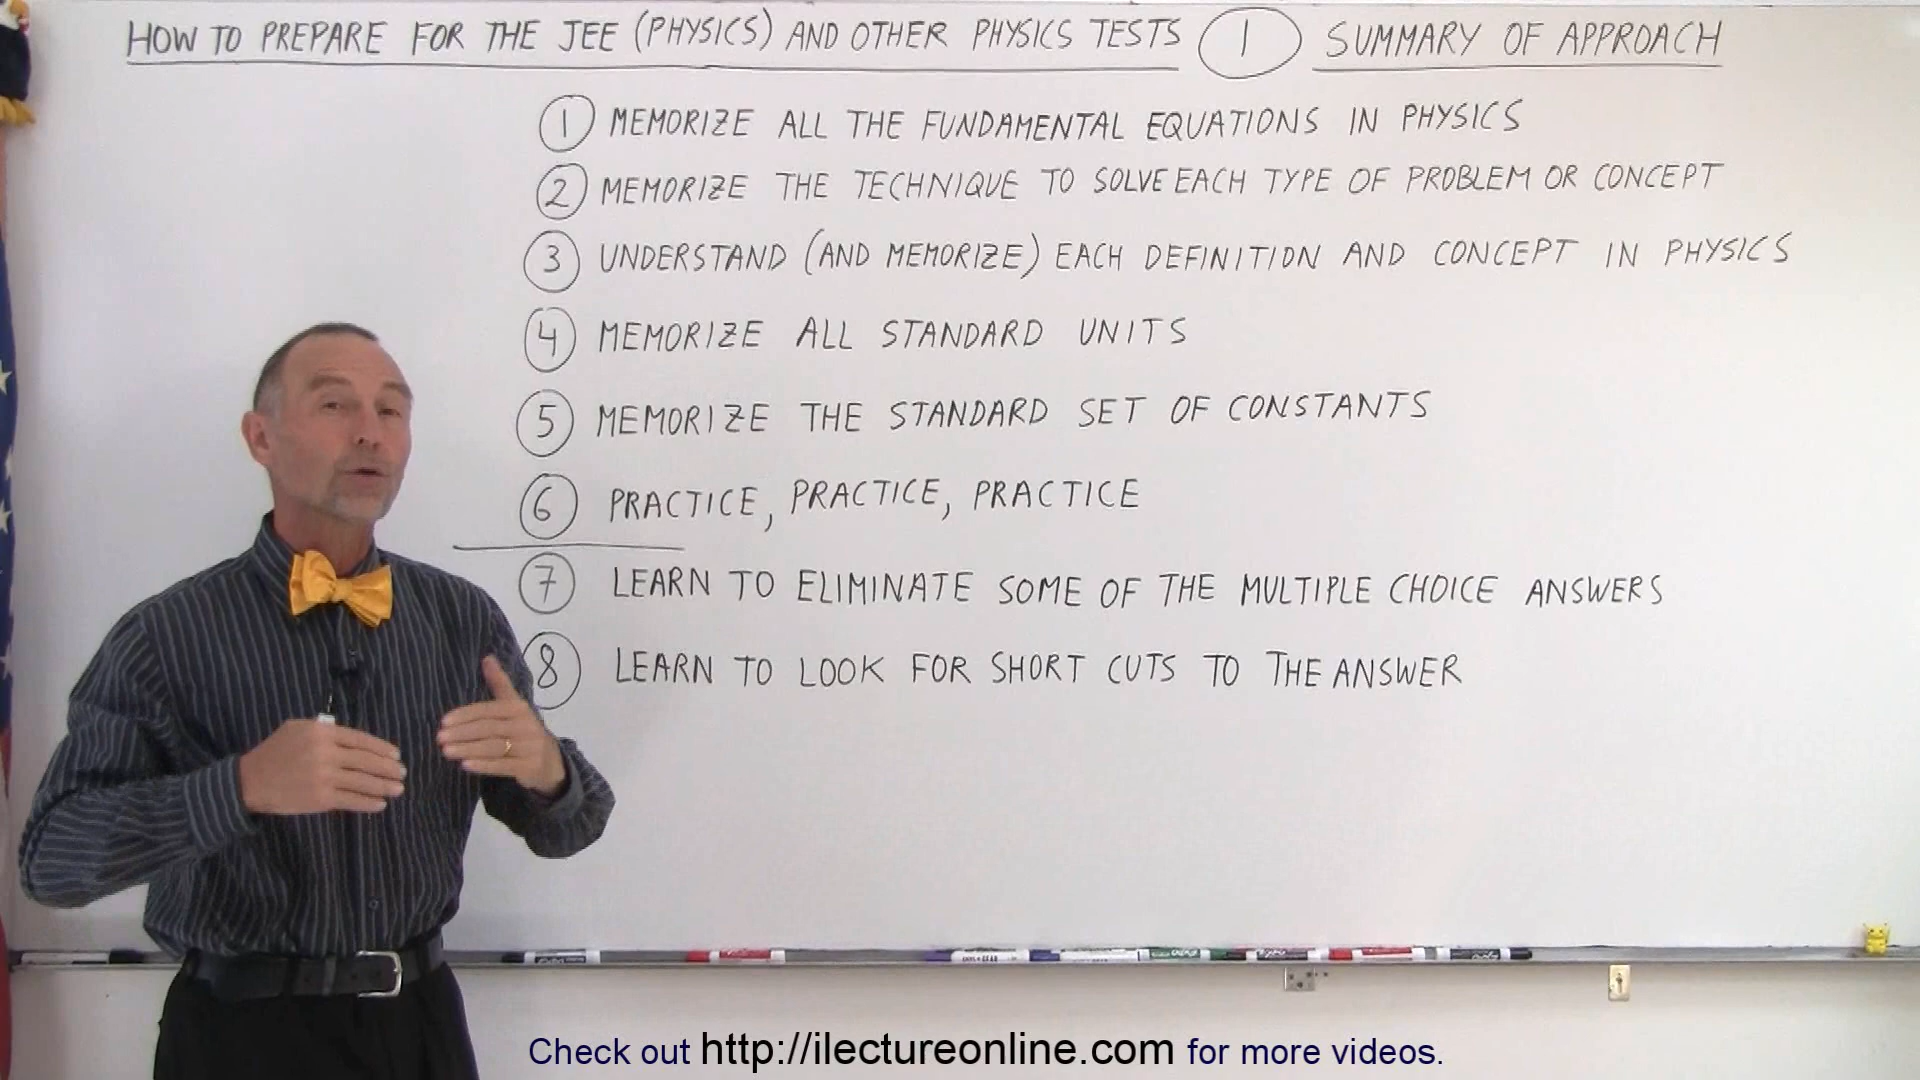 HOW TO PREPARE FOR THE JEE (PHYSICS) AND OTHER PHYSICS TESTS 1 SUMMARY OF APPROACH
1 MEMORIZE ALL THE FUNDAMENTAL EQUATIONS IN PHYSICS
2 MEMORIZE THE TECHNIQUE TO SOLVE EACH TYPE OF PROBLEM OR CONCEPT
3 UNDERSTAND (AND MEMORIZE) EACH DEFINITION AND CONCEPT IN PHYSICS
4 MEMORIZE ALL STANDARD UNITS
5 MEMORIZE THE STANDARD SET OF CONSTANTS
6 PRACTICE, PRACTICE, PRACTICE
7 LEARN TO ELIMINATE SOME OF THE MULTIPLE CHOICE ANSWERS
8 LEARN TO LOOK FOR SHORT CUTS TO THE ANSWER
Check out http://ilectureonline.com for more videos.